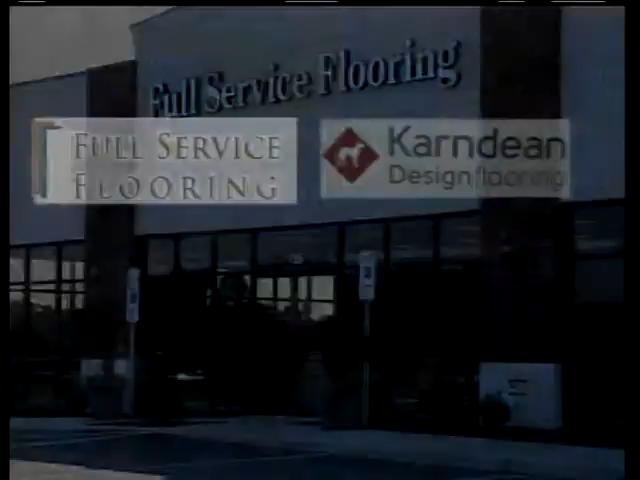 Full Service Flooring
FULL SERVICE
FLOORING
Karndean
Designflooring